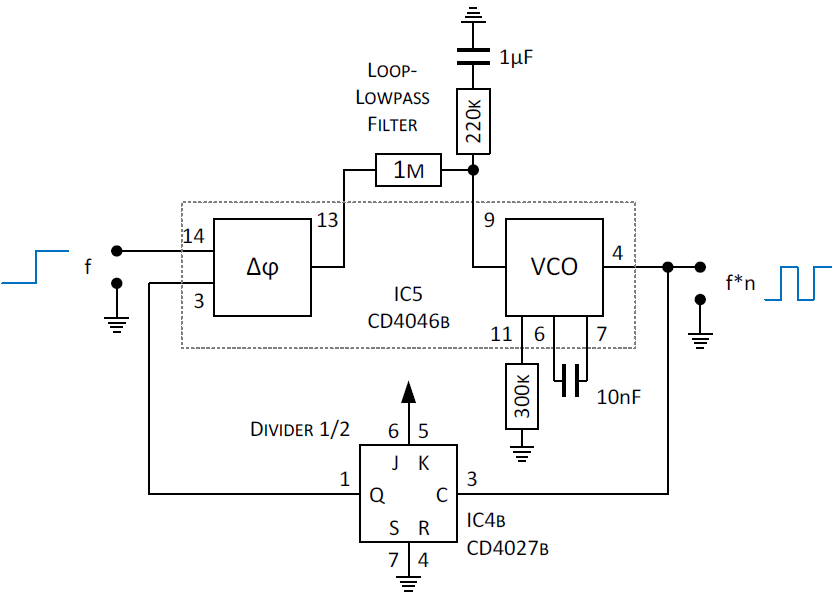 1µF
LOOP-
LOWPASS
FILTER
220K
1M
13
9
14
4
f
Δφ
VCO
f*n
3
IC5
CD4046B
11
6
7
300K
10nF
DIVIDER 1/2
6
5
J
K
1
3
Q
C
S
R
IC4B
CD4027B
7
4